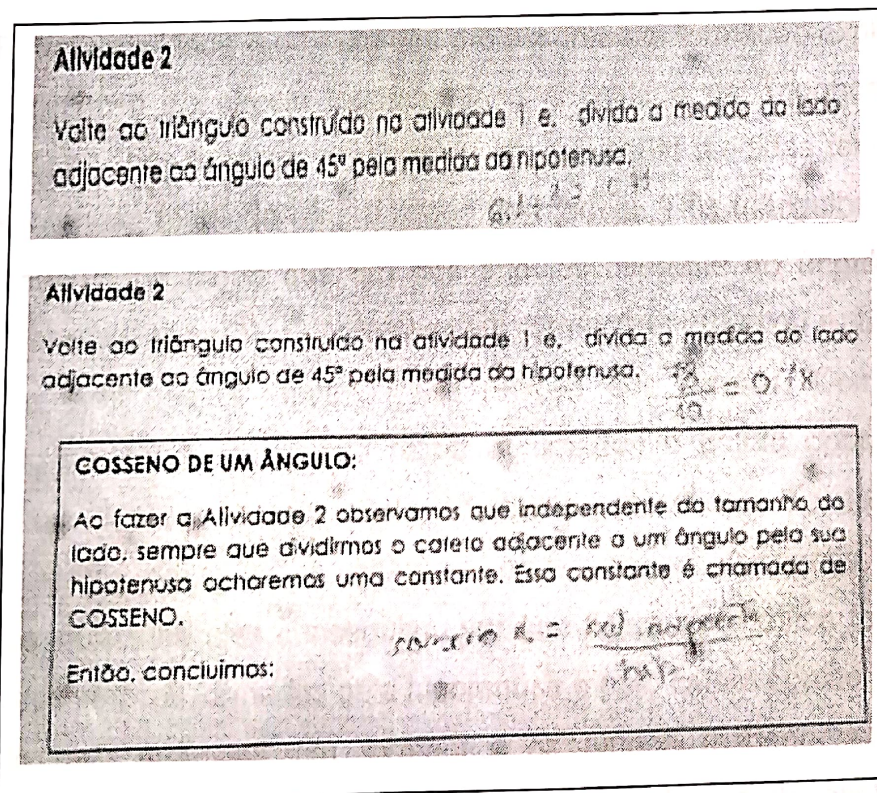 Atividade 2
Volte ao triângulo construído na atividade 1 e, divida a medida do lado
adjacente ao ângulo de 45º pela medida da hipotenusa.
Atividade 2
Volte ao triângulo construído na atividade 1 e, divida a medida do lado
adjacente ao ângulo de 45º pela medida da hipotenusa.
= 0,78
COSSENO DE UM ÂNGULO:
Ao fazer a Atividade 2 observamos que independente do tamanho do
lado, sempre que dividirmos o cateto adjacente a um ângulo pela sua
hipotenusa acharemos uma constante. Essa constante é chamada de
COSSENO.
Então, concluímos: